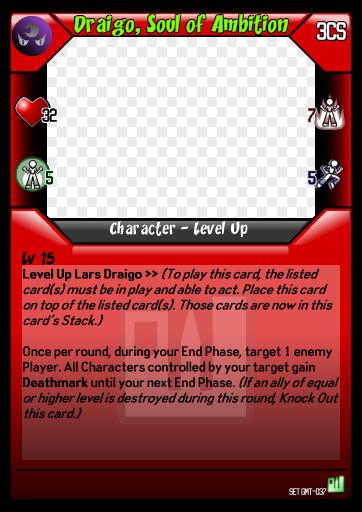 Draigo, Soul of Ambition
3CS
32
7
5
5
Character - Level Up
Lv 15
Level Up Lars Draigo >> (To play this card, the listed
card(s) must be in play and able to act. Place this card
on top of the listed card(s). Those cards are now in this
card's Stack.)
Once per round, during your End Phase, target 1 enemy
Player. All Characters controlled by your target gain
Deathmark until your next End Phase. (If an ally of equal
or higher level is destroyed during this round, Knock Out
this card.)
SET GMT-037